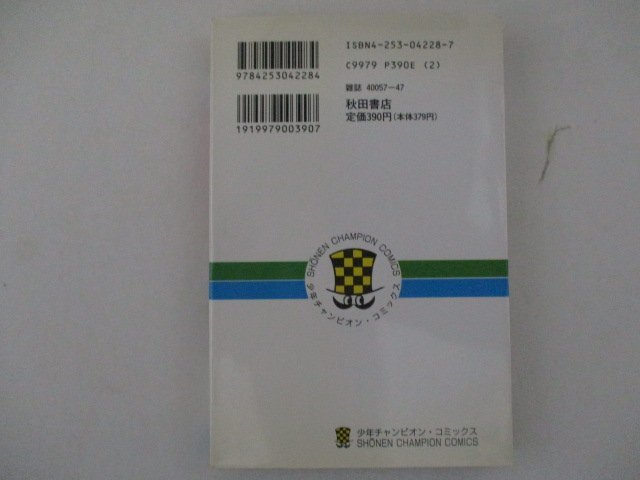 ISBN4-253-04228-7
C9979 P390E (2)
9784253042284
雑誌 40057-47
秋田書店
定価390円(本体379円)
1919979003907
SHŌNEN CHAMPION COMICS
少年チャンピオン・コミックス
少年チャンピオン・コミックス
SHŌNEN CHAMPION COMICS